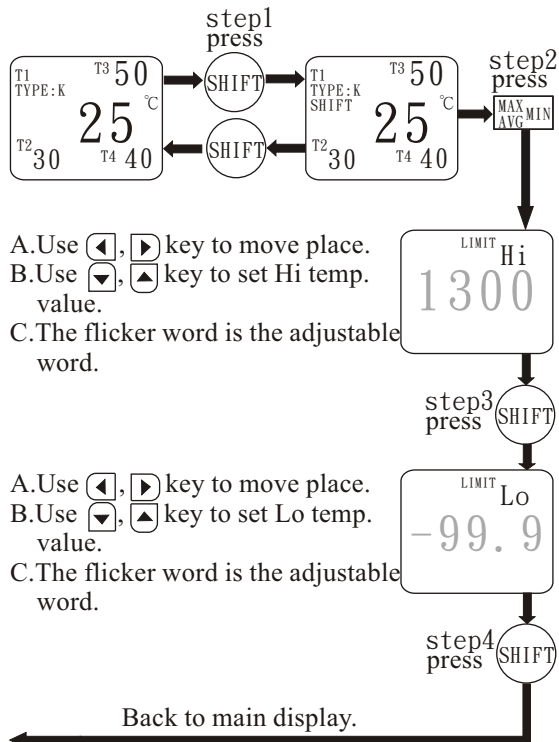 step1
press
T1
TYPE:K
T3 50
25 ℃
T2 30
T4 40
SHIFT
SHIFT
T1
TYPE:K
SHIFT
T3 50
25 ℃
T2 30
T4 40
step2
press
MAX MIN
AVG
A.Use ◀, ▶ key to move place.
B.Use ▼, ▲ key to set Hi temp.
value.
C.The flicker word is the adjustable
word.
LIMIT Hi
1300
step3
press
SHIFT
A.Use ◀, ▶ key to move place.
B.Use ▼, ▲ key to set Lo temp.
value.
C.The flicker word is the adjustable
word.
LIMIT Lo
-99.9
step4
press
SHIFT
Back to main display.